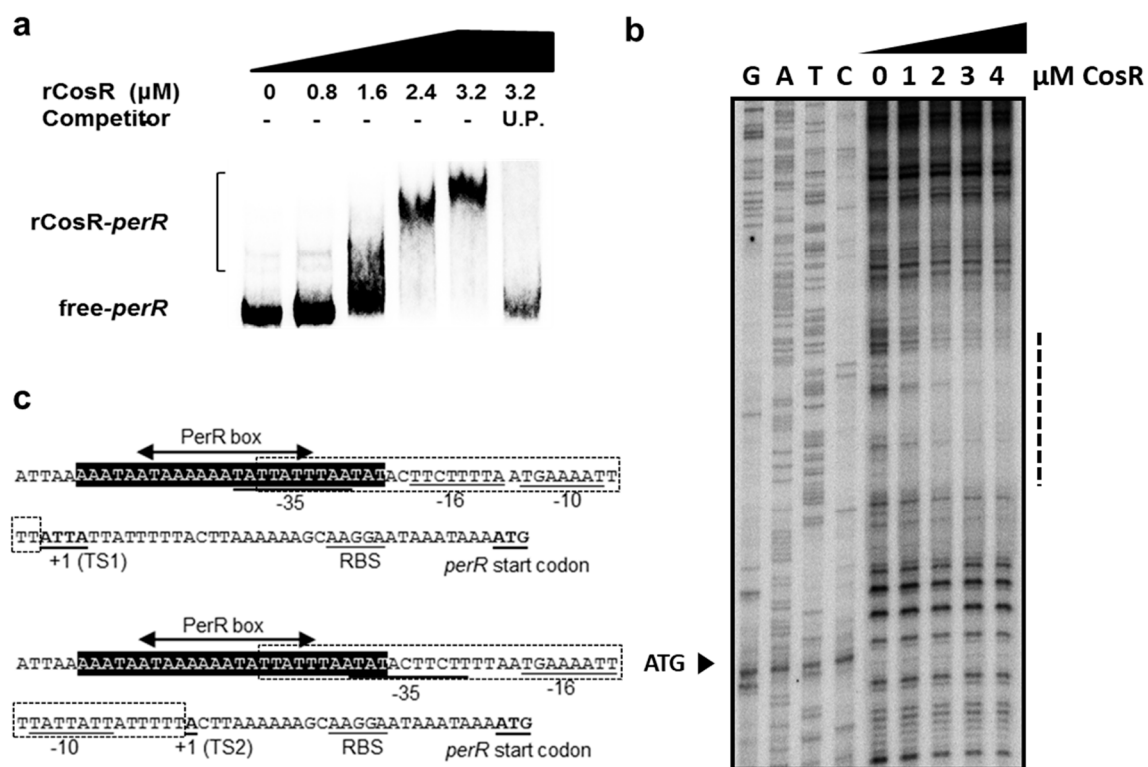 a
rCosR (µM) 0 0.8 1.6 2.4 3.2 3.2
Competitor - - - - - U.P.
rCosR-perR
free-perR
b
G A T C 0 1 2 3 4 µM CosR
ATG
c
PerR box
ATTAAAAATAATAAAAAATATTATTTAATATACTTCTTTTA ATGAAAATT
-35 -16 -10
TTATTATTATTTTTACTTAAAAAAGCAAGGAATAAATAAAATG
+1 (TS1) RBS perR start codon
PerR box
ATTAAAAATAATAAAAAATATTATTTAATATACTTCTTTTAATGAAAATT
-35 -16
TTATTATTATTTTTACTTAAAAAAGCAAGGAATAAATAAAATG
-10 +1 (TS2) RBS perR start codon